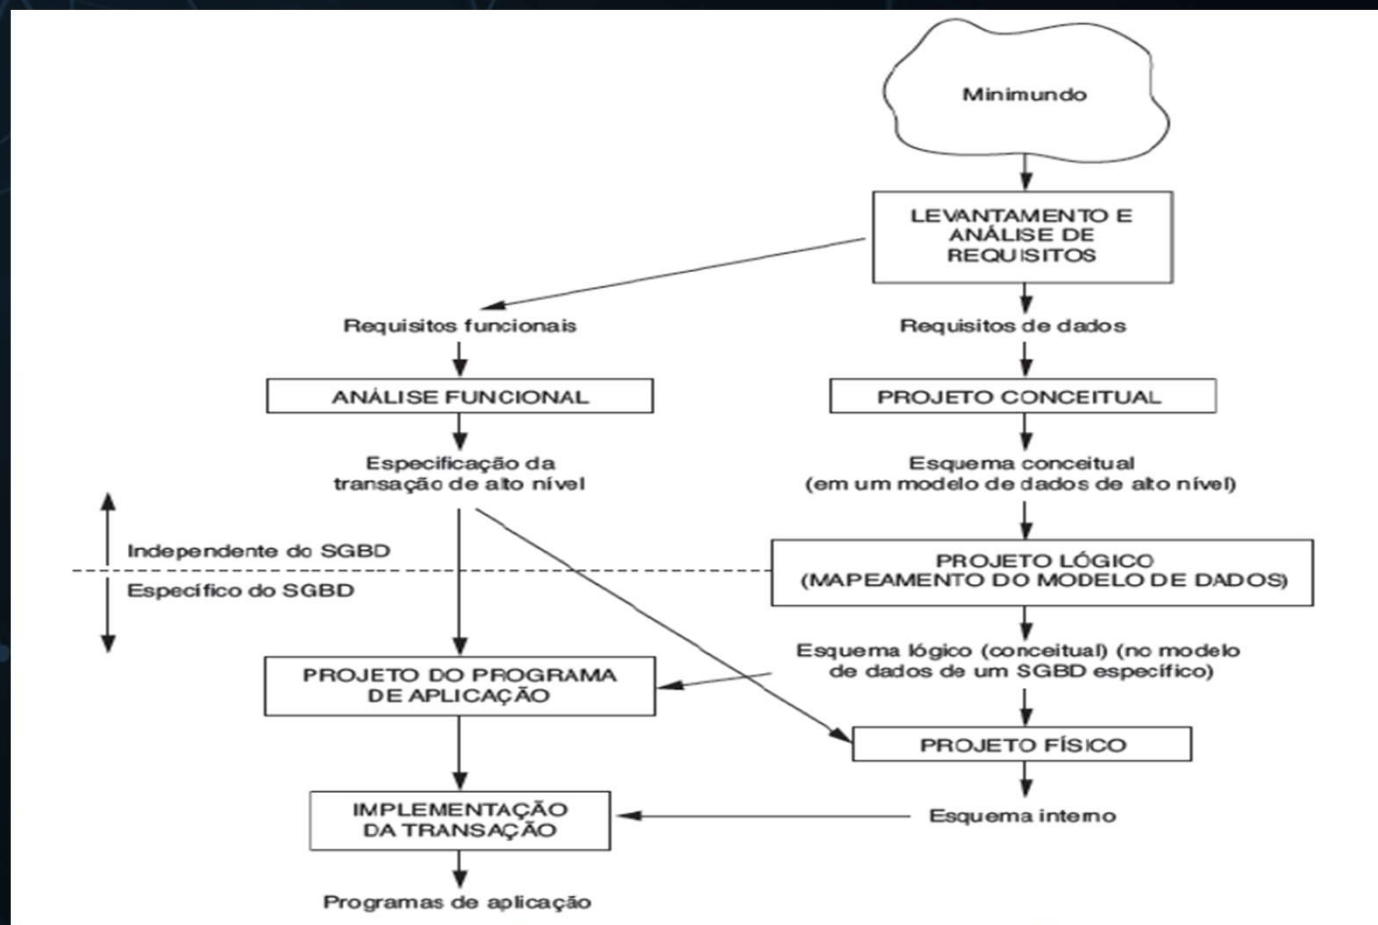 Minimundo
LEVANTAMENTO E
ANÁLISE DE
REQUISITOS
Requisitos funcionais
Requisitos de dados
ANÁLISE FUNCIONAL
PROJETO CONCEITUAL
Especificação da
transação de alto nível
Esquema conceitual
(em um modelo de dados de alto nível)
Independente do SGBD
Específico do SGBD
PROJETO LÓGICO
(MAPEAMENTO DO MODELO DE DADOS)
Esquema lógico (conceitual) (no modelo
de dados de um SGBD específico)
PROJETO DO PROGRAMA
DE APLICAÇÃO
PROJETO FÍSICO
IMPLEMENTAÇÃO
DA TRANSAÇÃO
Esquema interno
Programas de aplicação